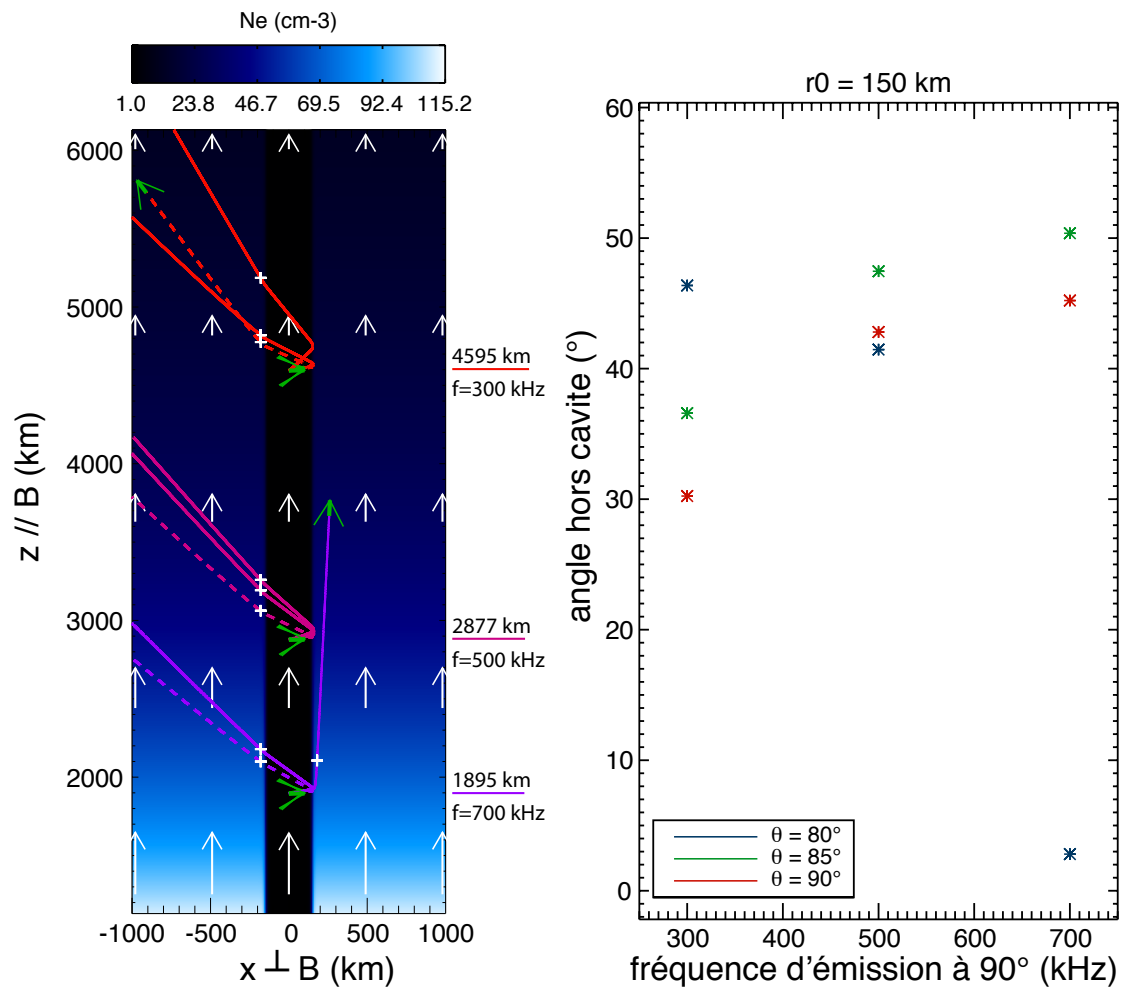 Ne (cm-3)
1.0 23.8 46.7 69.5 92.4 115.2
6000
5000
4000
3000
2000
z // B (km)
-1000 -500 0 500 1000
x ⊥ B (km)
4595 km
f=300 kHz
2877 km
f=500 kHz
1895 km
f=700 kHz
r0 = 150 km
60
50
40
30
20
10
0
angle hors cavite (°)
θ = 80°
θ = 85°
θ = 90°
300 400 500 600 700
fréquence d'émission à 90° (kHz)